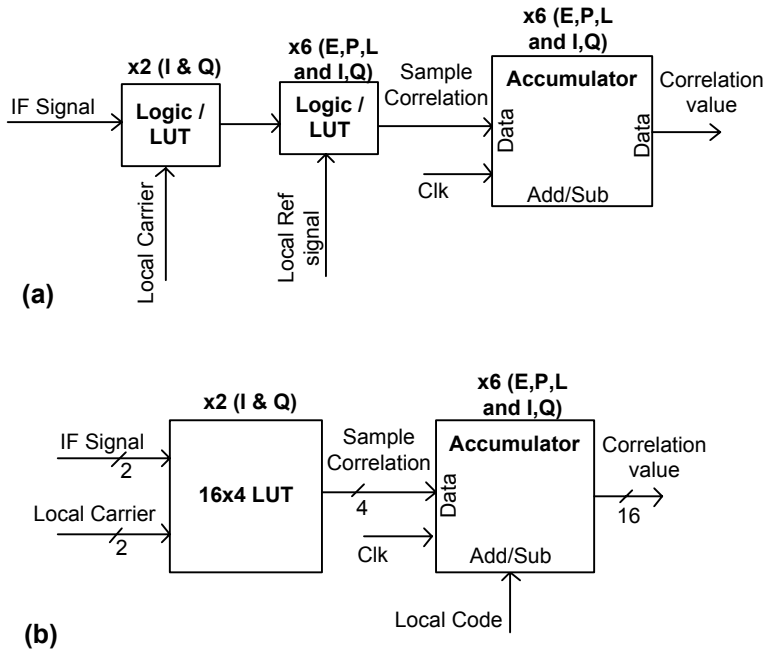 x2 (I & Q)
x6 (E,P,L
and I,Q)
x6 (E,P,L
and I,Q)
IF Signal
Logic /
LUT
Logic /
LUT
Sample
Correlation
Accumulator
Data
Data
Clk
Add/Sub
Correlation
value
Local Carrier
Local Ref
signal
(a)
x2 (I & Q)
x6 (E,P,L
and I,Q)
IF Signal
2
Local Carrier
2
16x4 LUT
Sample
Correlation
4
Accumulator
Data
Clk
Add/Sub
Correlation
value
16
Local Code
(b)